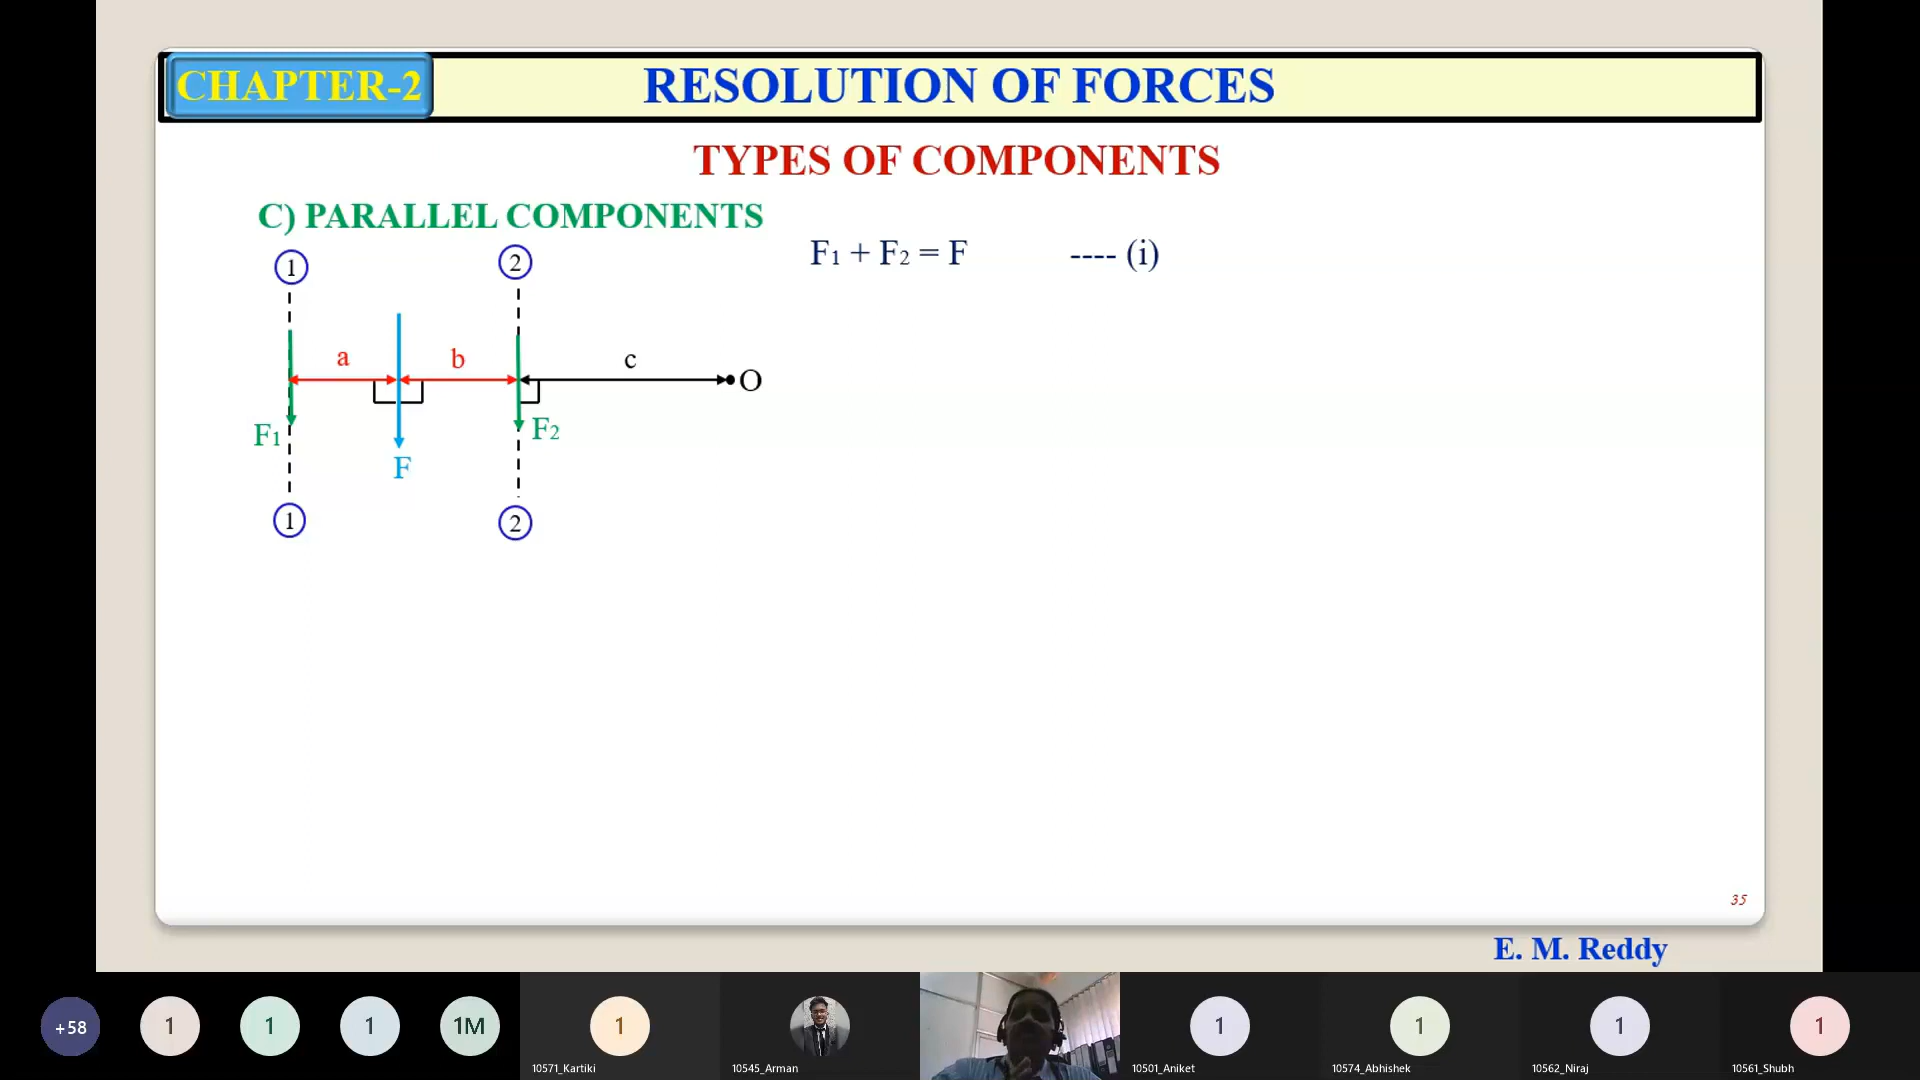 CHAPTER-2
RESOLUTION OF FORCES
TYPES OF COMPONENTS
C) PARALLEL COMPONENTS
F1 + F2 = F ---- (i)
1
2
a
b
c
O
F1
F2
F
1
2
35
E. M. Reddy
+58
1
1
1
1M
1
1
1
1
1
10571_Kartiki
10545_Arman
10501_Aniket
10574_Abhishek
10562_Niraj
10561_Shubh